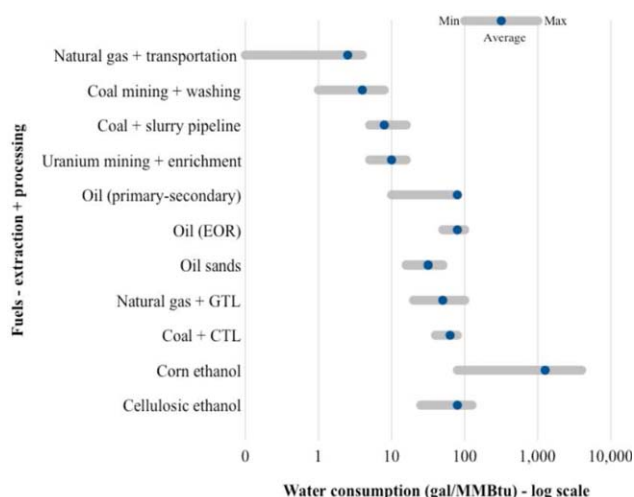 Min Max
Average
Natural gas + transportation
Coal mining + washing
Coal + slurry pipeline
Uranium mining + enrichment
Oil (primary-secondary)
Oil (EOR)
Oil sands
Natural gas + GTL
Coal + CTL
Corn ethanol
Cellulosic ethanol
Fuels - extraction + processing
0 1 10 100 1,000 10,000
Water consumption (gal/MMBtu) - log scale